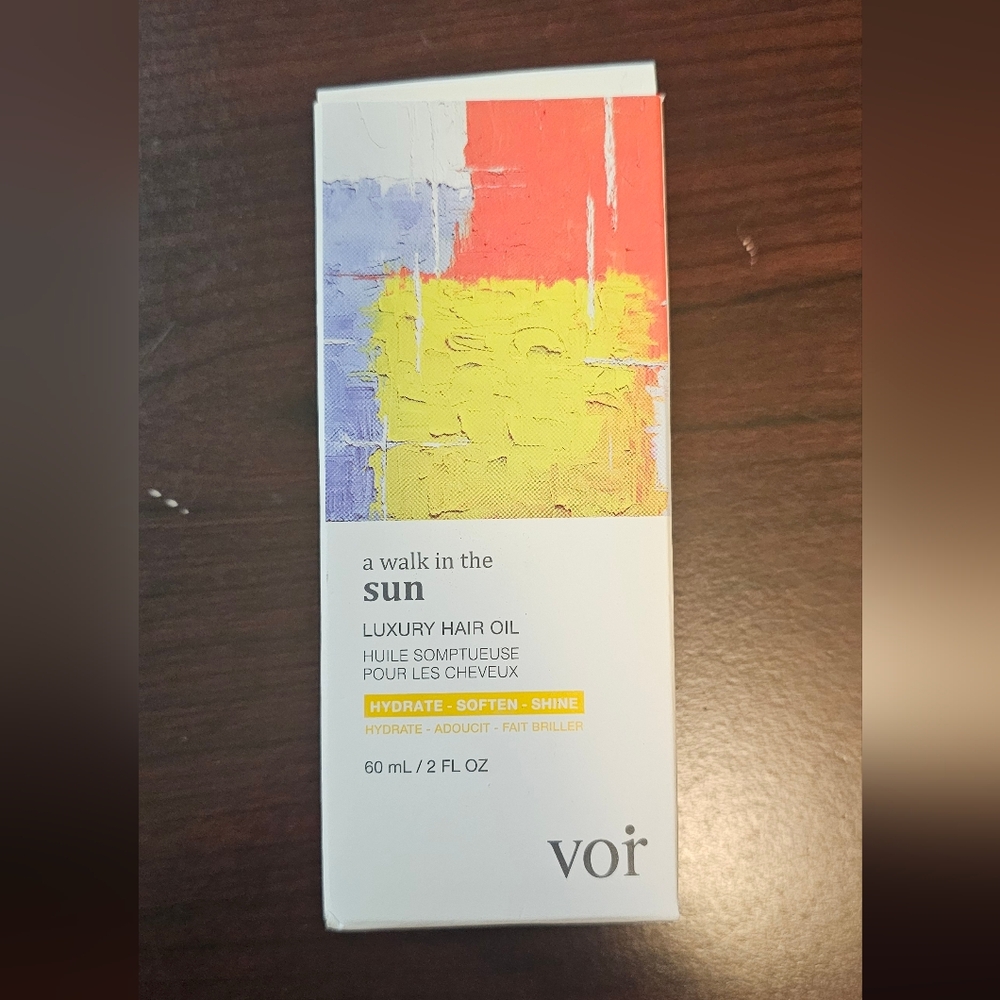 a walk in the
sun
LUXURY HAIR OIL
HUILE SOMPTUEUSE
POUR LES CHEVEUX
HYDRATE - SOFTEN - SHINE
HYDRATE - ADOUCIT - FAIT BRILLER
60 mL / 2 FL OZ
voir